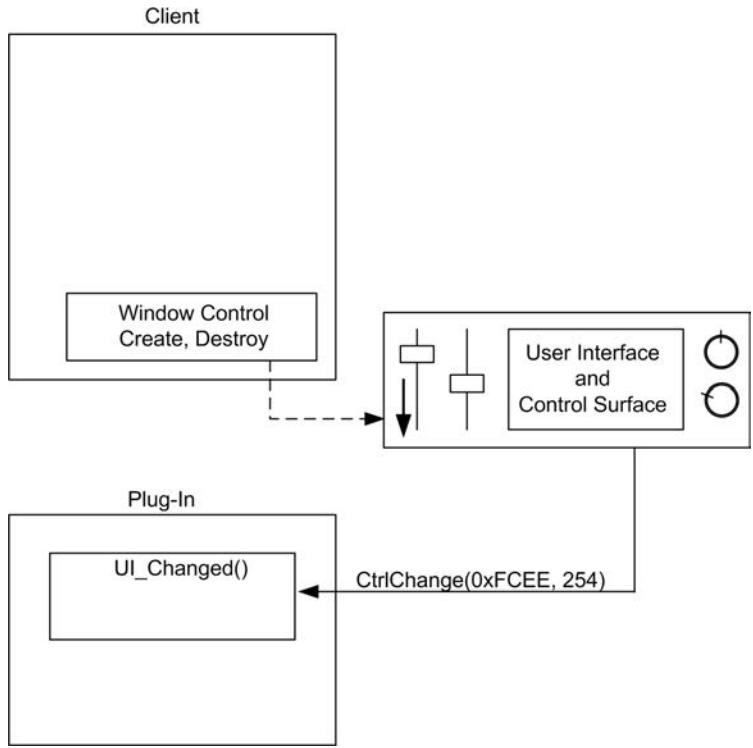 Client
Window Control
Create, Destroy
User Interface
and
Control Surface
Plug-In
UI_Changed()
CtrlChange(0xFCEE, 254)